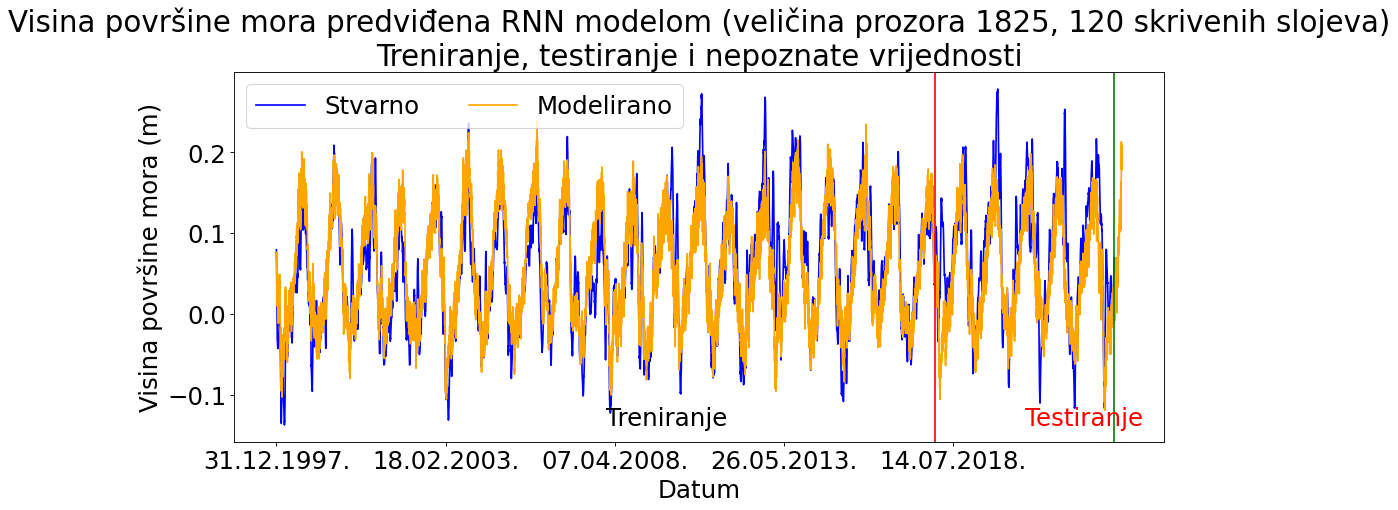 Visina površine mora predviđena RNN modelom (veličina prozora 1825, 120 skrivenih slojeva)
Treniranje, testiranje i nepoznate vrijednosti
Stvarno
Modelirano
Visina površine mora (m)
0.2
0.1
0.0
−0.1
Treniranje
Testiranje
31.12.1997.
18.02.2003.
07.04.2008.
26.05.2013.
14.07.2018.
Datum